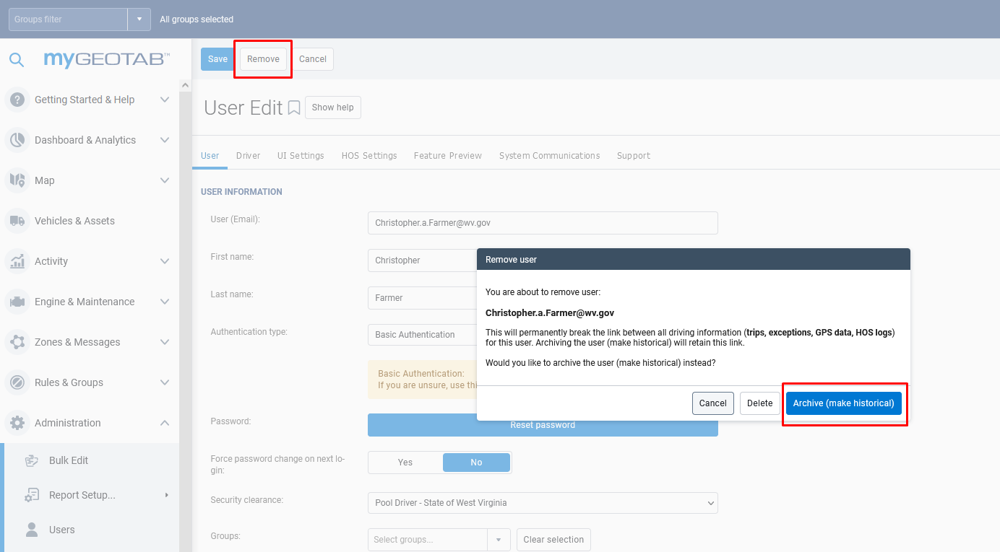 Groups filter
All groups selected
myGEOTAB™
Save
Remove
Cancel
Getting Started & Help
Dashboard & Analytics
Map
Vehicles & Assets
Activity
Engine & Maintenance
Zones & Messages
Rules & Groups
Administration
Bulk Edit
Report Setup...
Users
User Edit
Show help
User
Driver
UI Settings
HOS Settings
Feature Preview
System Communications
Support
USER INFORMATION
User (Email):
Christopher.a.Farmer@wv.gov
First name:
Christopher
Last name:
Farmer
Authentication type:
Basic Authentication
Basic Authentication:
If you are unsure, use thi
Password:
Reset password
Force password change on next lo-
gin:
Yes
No
Security clearance:
Pool Driver - State of West Virginia
Groups:
Select groups...
Clear selection
Remove user
You are about to remove user:
Christopher.a.Farmer@wv.gov
This will permanently break the link between all driving information (trips, exceptions, GPS data, HOS logs)
for this user. Archiving the user (make historical) will retain this link.
Would you like to archive the user (make historical) instead?
Cancel
Delete
Archive (make historical)